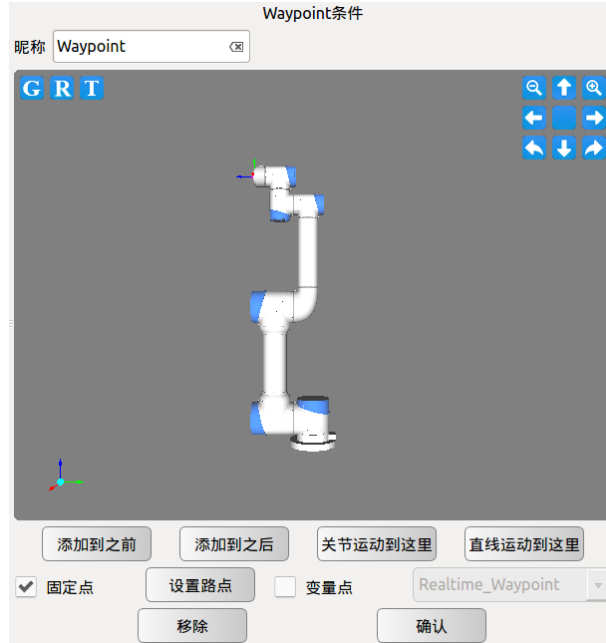 Waypoint条件
昵称 Waypoint
G R T
添加到之前 添加到之后 关节运动到这里 直线运动到这里
固定点 设置路点 变量点 Realtime_Waypoint
移除 确认